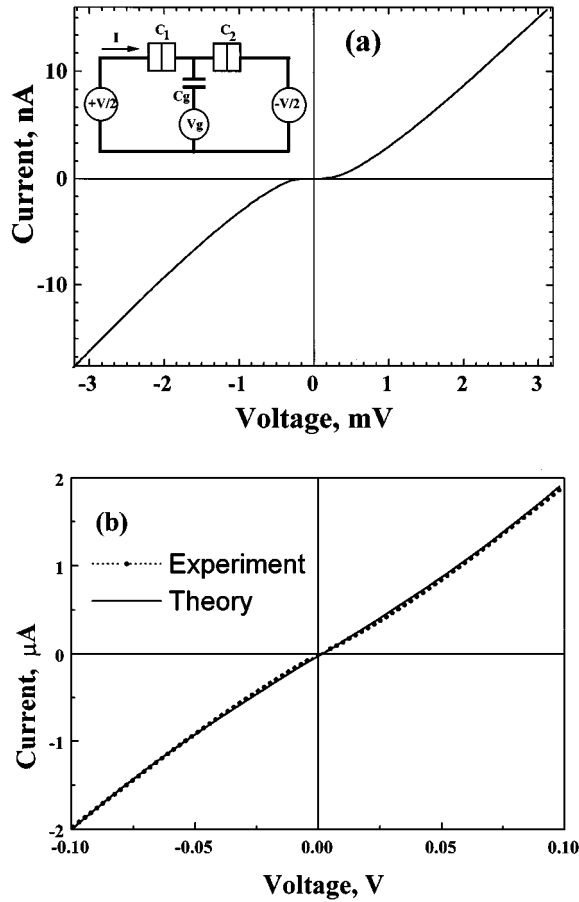 (a)
I
C1
C2
+V/2
Cg
Vg
-V/2
Current, nA
10
0
-10
-3
-2
-1
0
1
2
3
Voltage, mV
(b)
Experiment
Theory
Current, μA
2
1
0
-1
-2
-0.10
-0.05
0.00
0.05
0.10
Voltage, V